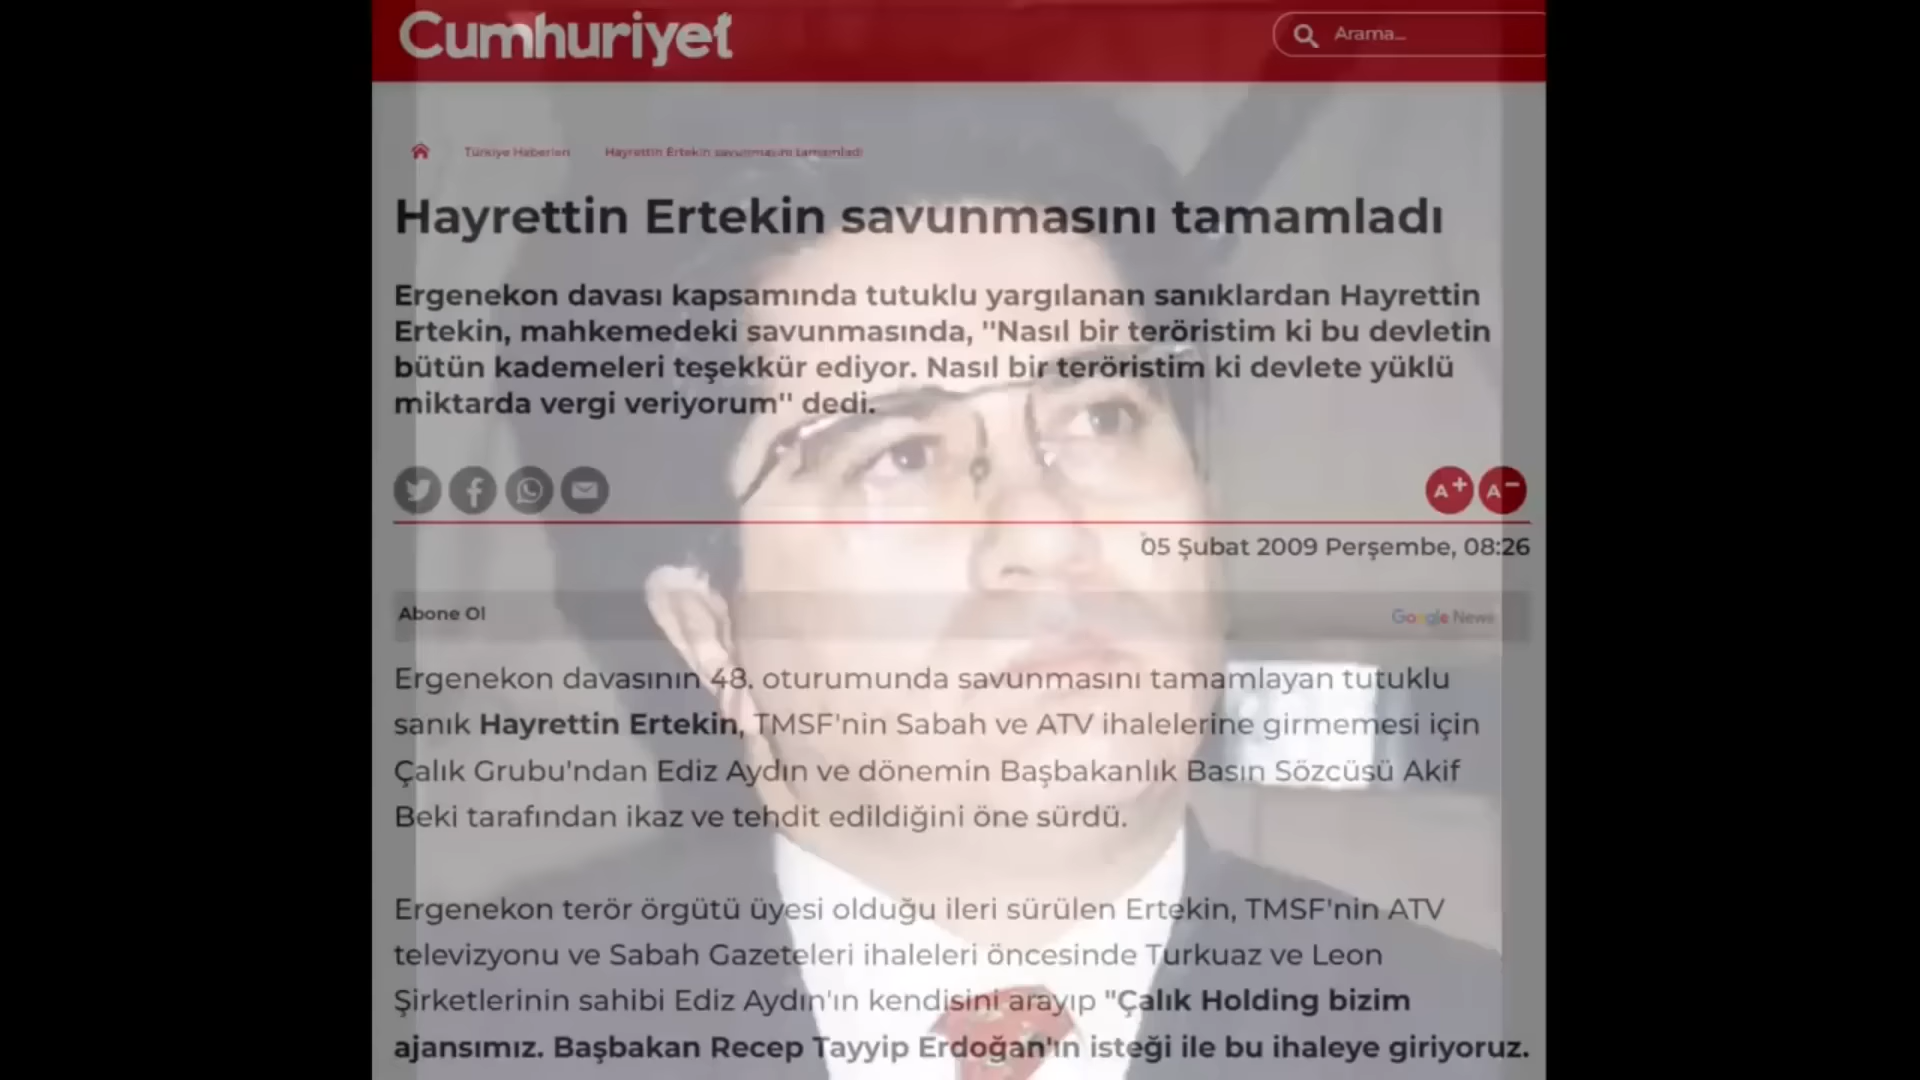 Cumhuriyet
Arama...
Türkiye Haberleri Hayrettin Ertekin savunmasını tamamladı
Hayrettin Ertekin savunmasını tamamladı
Ergenekon davası kapsamında tutuklu yargılanan sanıklardan Hayrettin
Ertekin, mahkemedeki savunmasında, "Nasıl bir teröristim ki bu devletin
bütün kademeleri teşekkür ediyor. Nasıl bir teröristim ki devlete yüklü
miktarda vergi veriyorum" dedi.
A+ A-
05 Şubat 2009 Perşembe, 08:26
Abone Ol Google News
Ergenekon davasının 48. oturumunda savunmasını tamamlayan tutuklu
sanık Hayrettin Ertekin, TMSF'nin Sabah ve ATV ihalelerine girmemesi için
Çalık Grubu'ndan Ediz Aydın ve dönemin Başbakanlık Basın Sözcüsü Akif
Beki tarafından ikaz ve tehdit edildiğini öne sürdü.
Ergenekon terör örgütü üyesi olduğu ileri sürülen Ertekin, TMSF'nin ATV
televizyonu ve Sabah Gazeteleri ihaleleri öncesinde Turkuaz ve Leon
Şirketlerinin sahibi Ediz Aydın'ın kendisini arayıp "Çalık Holding bizim
ajansımız. Başbakan Recep Tayyip Erdoğan'ın isteği ile bu ihaleye giriyoruz.